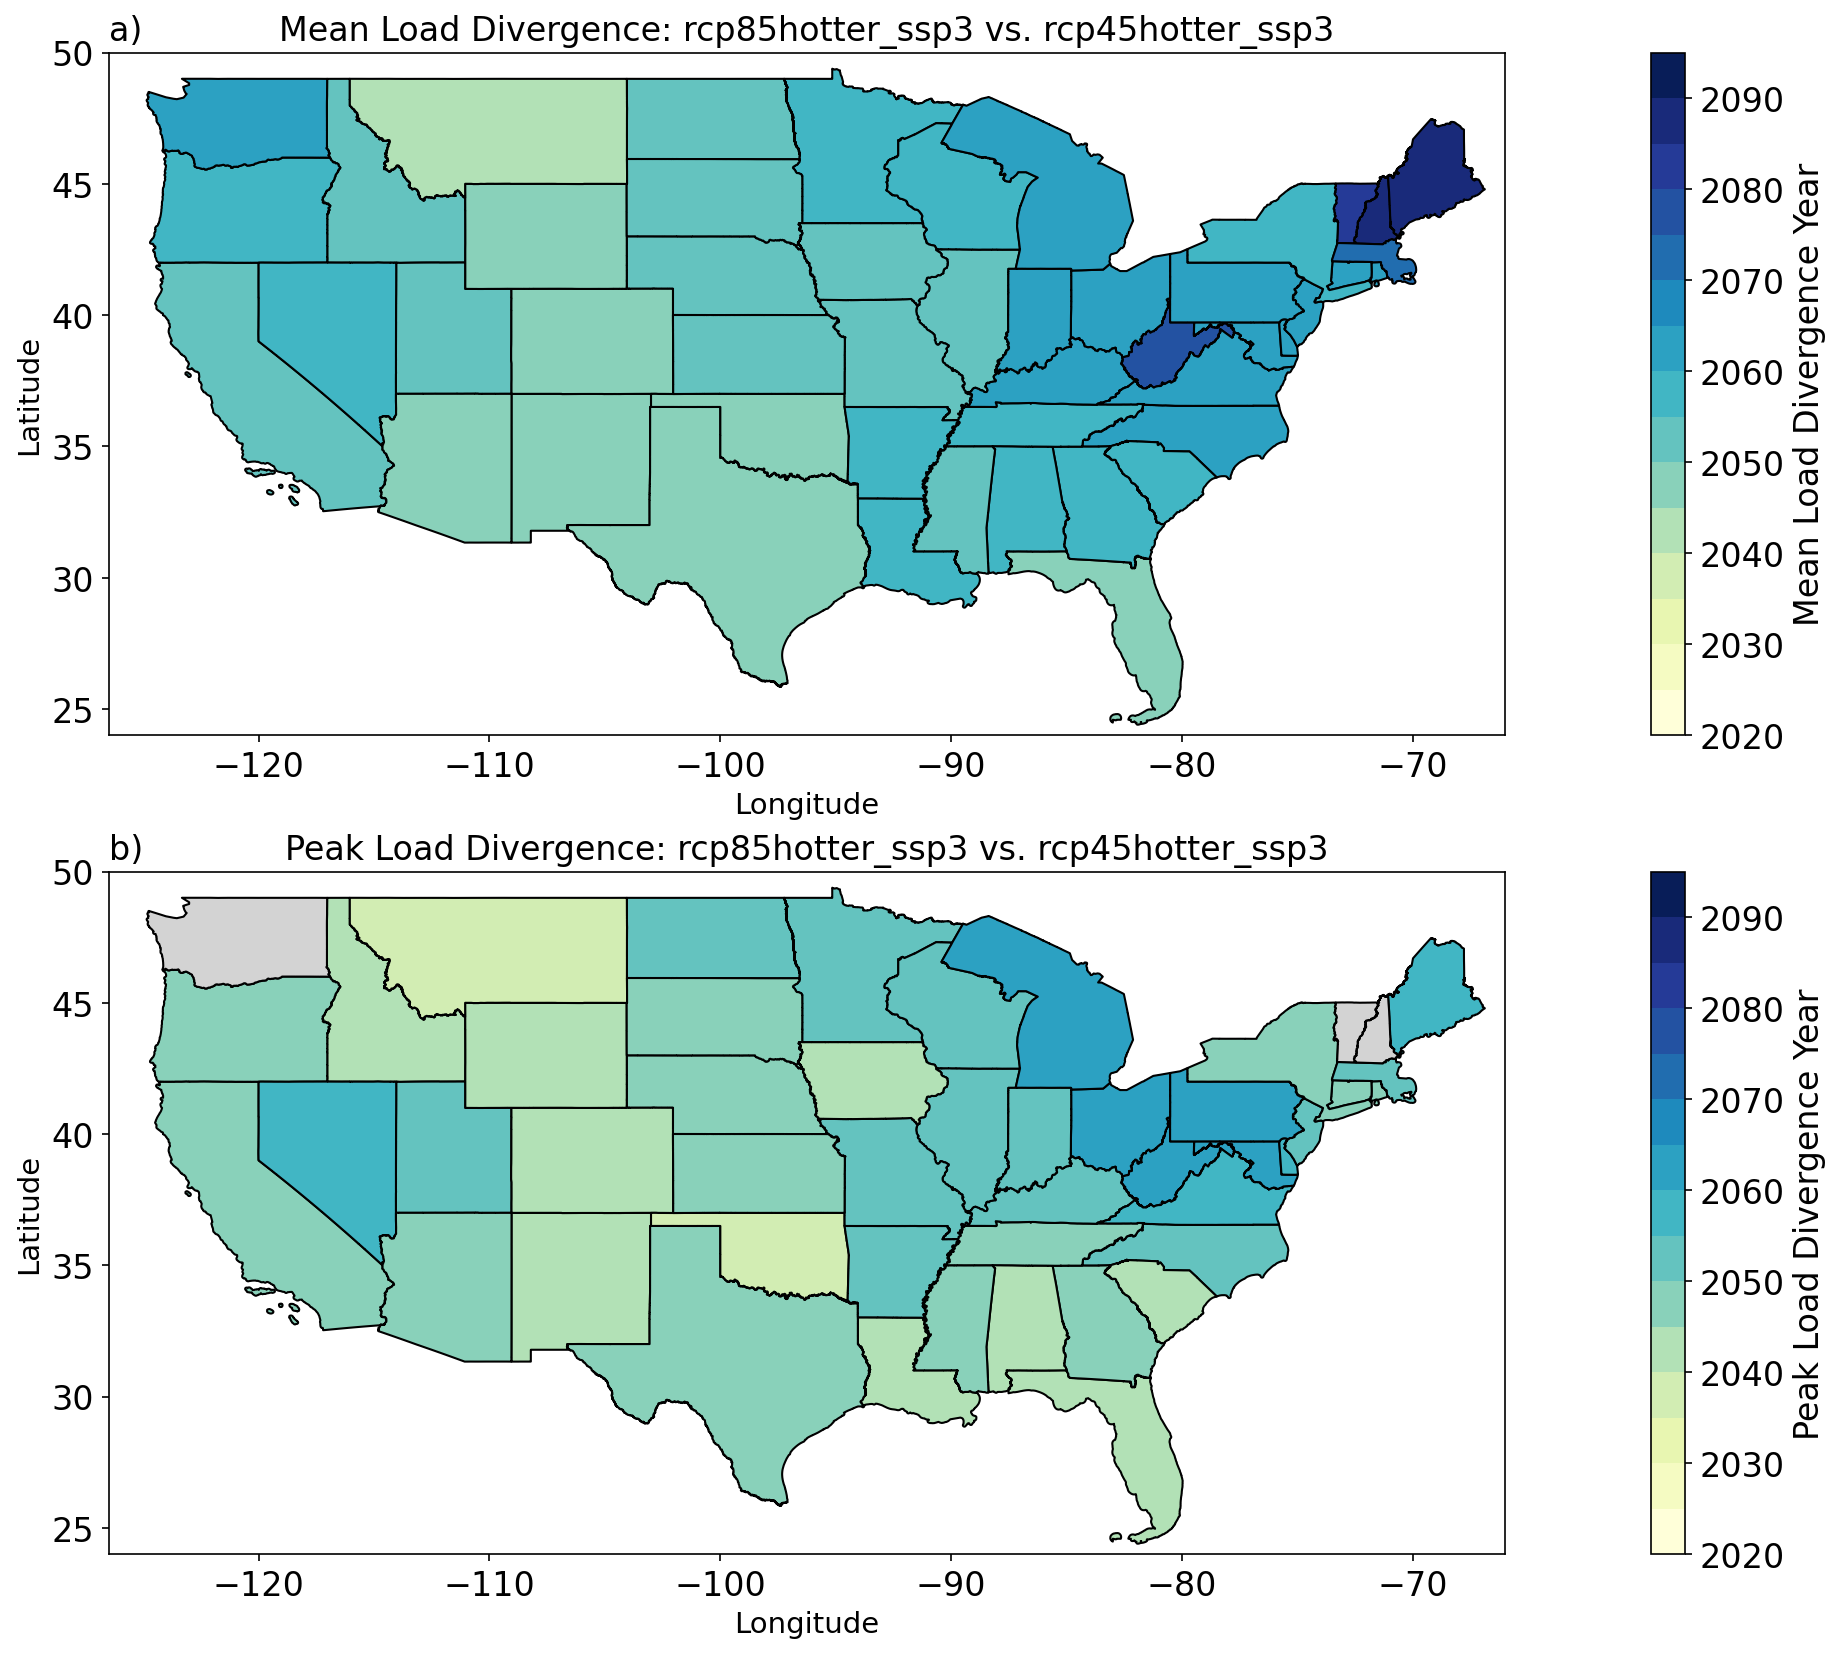 a) Mean Load Divergence: rcp85hotter_ssp3 vs. rcp45hotter_ssp3
50
45
40
35
30
25
Latitude
−120 −110 −100 −90 −80 −70
Longitude
2090
2080
2070
2060
2050
2040
2030
2020
Mean Load Divergence Year
b) Peak Load Divergence: rcp85hotter_ssp3 vs. rcp45hotter_ssp3
50
45
40
35
30
25
Latitude
−120 −110 −100 −90 −80 −70
Longitude
2090
2080
2070
2060
2050
2040
2030
2020
Peak Load Divergence Year